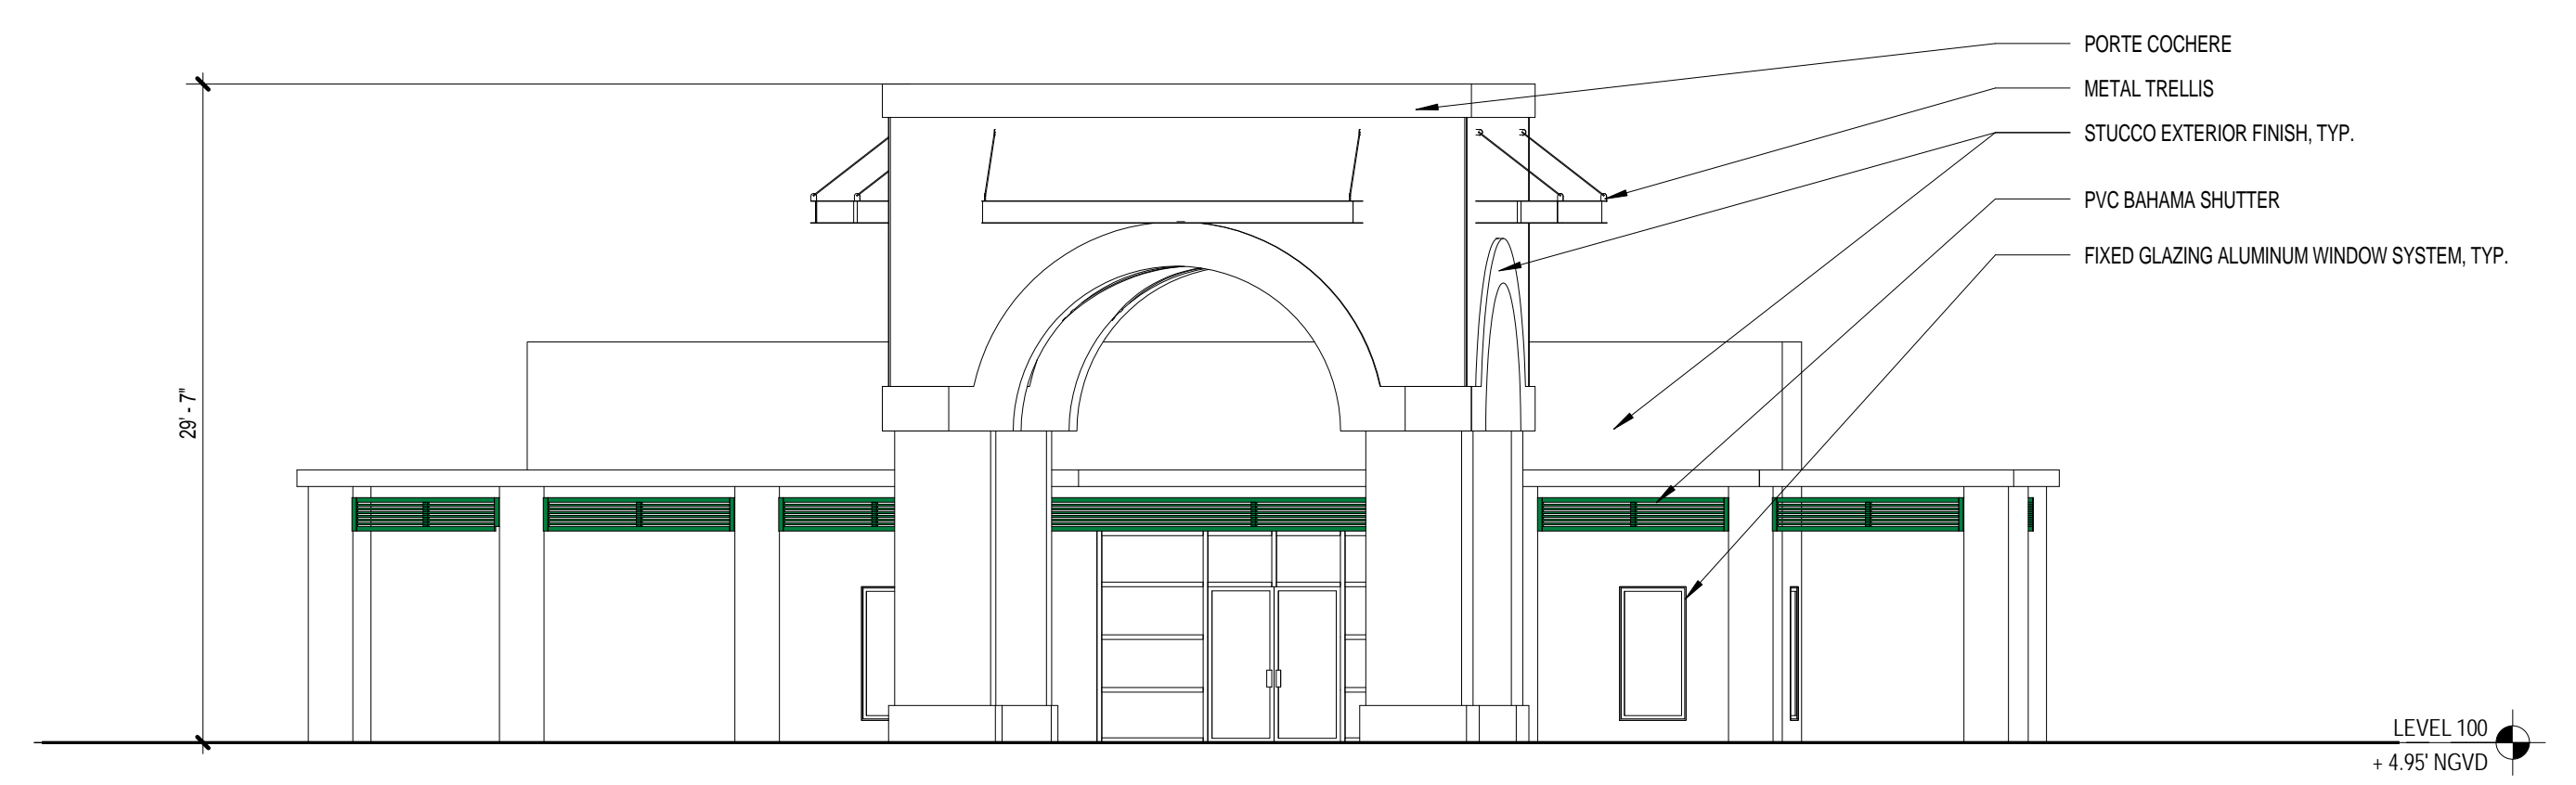 PORTE COCHERE
METAL TRELLIS
STUCCO EXTERIOR FINISH, TYP.
PVC BAHAMA SHUTTER
FIXED GLAZING ALUMINUM WINDOW SYSTEM, TYP.
29' - 7"
LEVEL 100
+ 4.95' NGVD